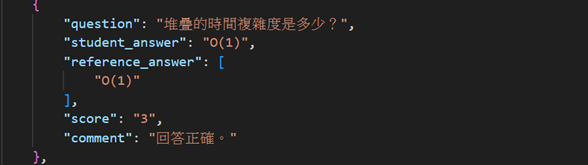 {
"question": "堆疊的時間複雜度是多少？",
"student_answer": "O(1)",
"reference_answer": [
"O(1)"
],
"score": "3",
"comment": "回答正確。"
},